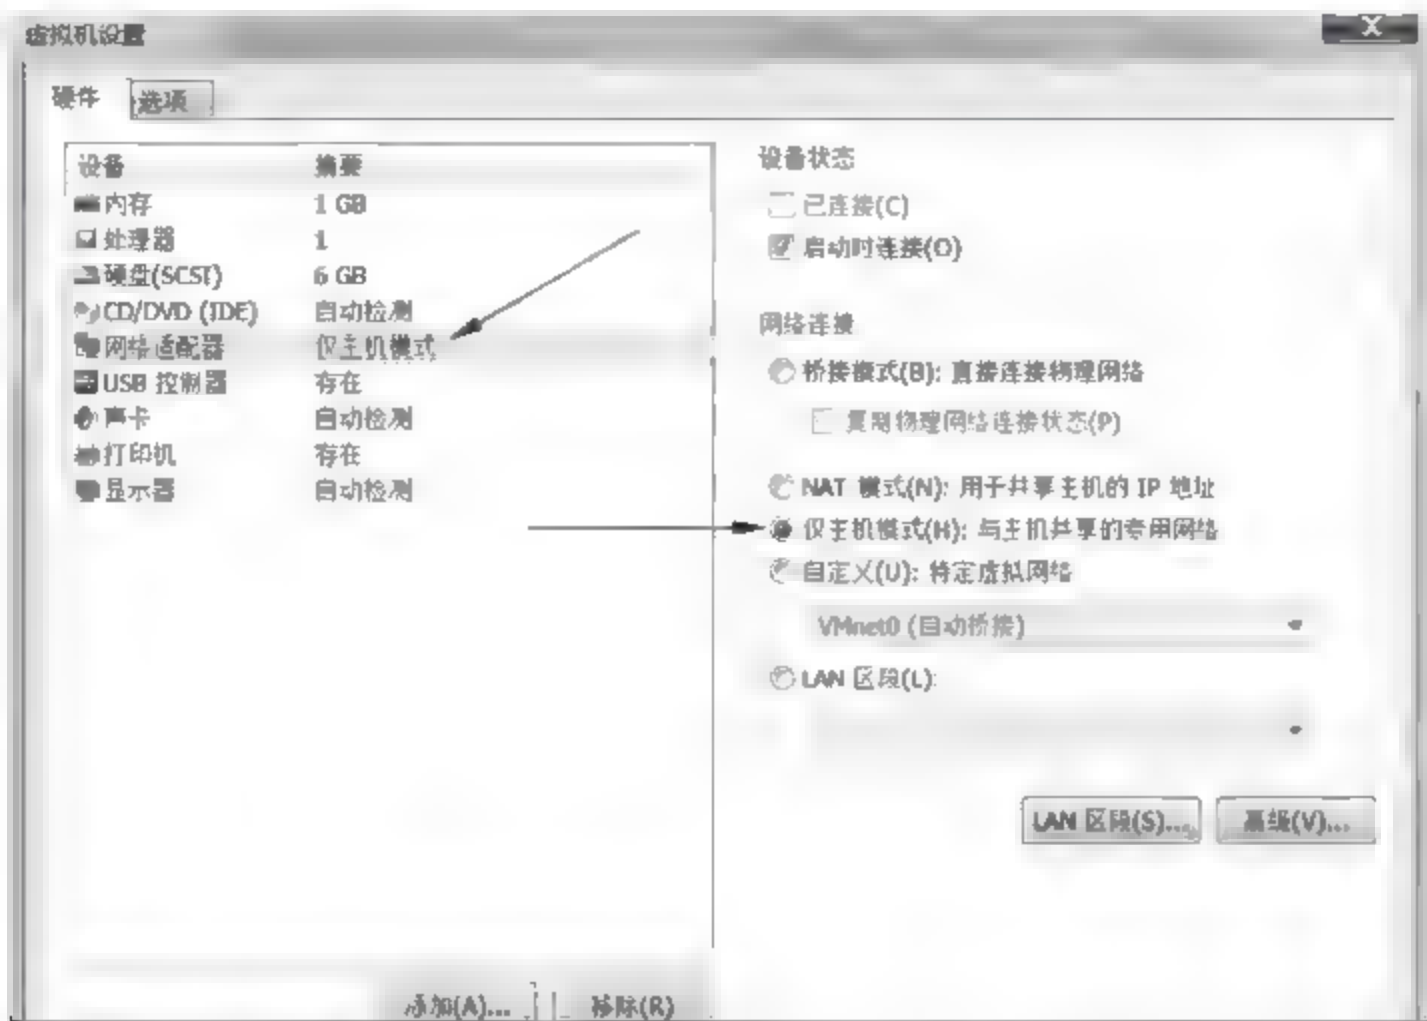 虚拟机设置
X
硬件
选项
设备 摘要
内存 1 GB
处理器 1
硬盘(SCSI) 6 GB
CD/DVD (IDE) 自动检测
网络适配器 仅主机模式
USB 控制器 存在
声卡 自动检测
打印机 存在
显示器 自动检测
添加(A)...
移除(R)
设备状态
已连接(C)
启动时连接(O)
网络连接
桥接模式(B): 直接连接物理网络
复制物理网络连接状态(P)
NAT 模式(N): 用于共享主机的 IP 地址
仅主机模式(H): 与主机共享的专用网络
自定义(U): 特定虚拟网络
VMnet0 (自动桥接)
LAN 区段(L):
LAN 区段(S)...
高级(V)...